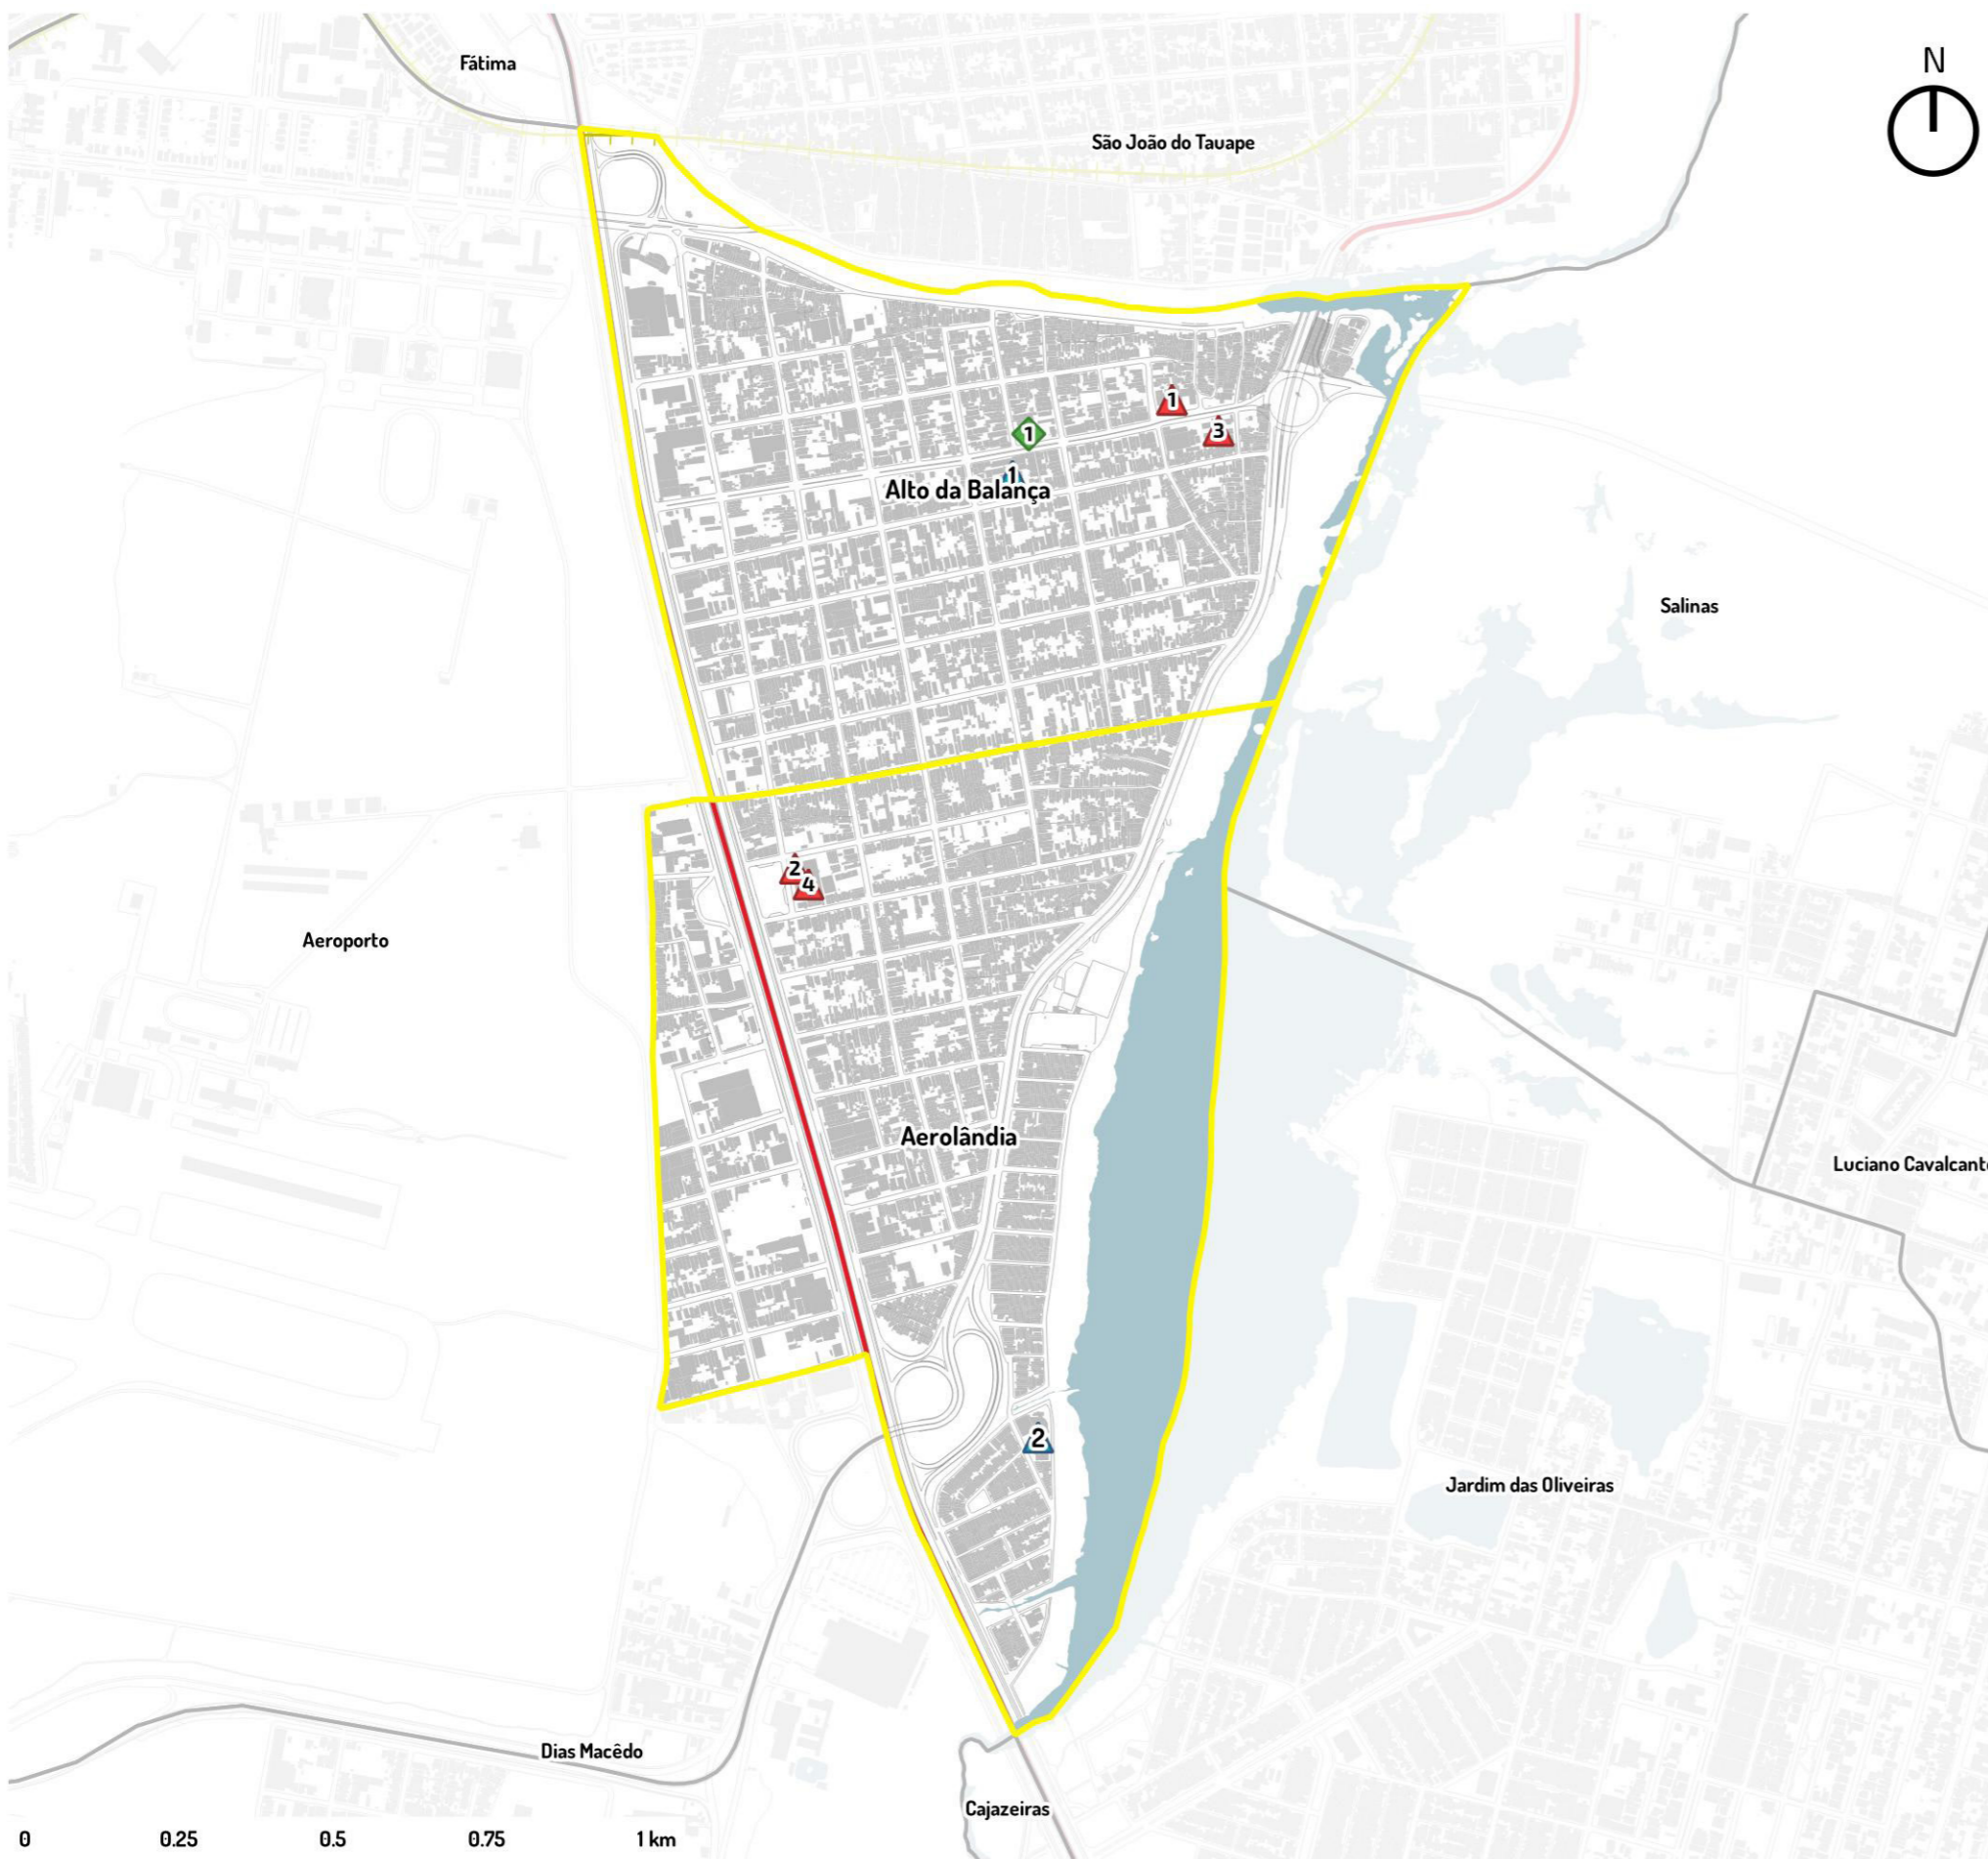 N
Fátima
São João do Tauape
1
3
1
1
Alto da Balança
Salinas
2
4
Aeroporto
Aerolândia
Luciano Cavalcant
2
Jardim das Oliveiras
Dias Macêdo
Cajazeiras
0 0.25 0.5 0.75 1 km